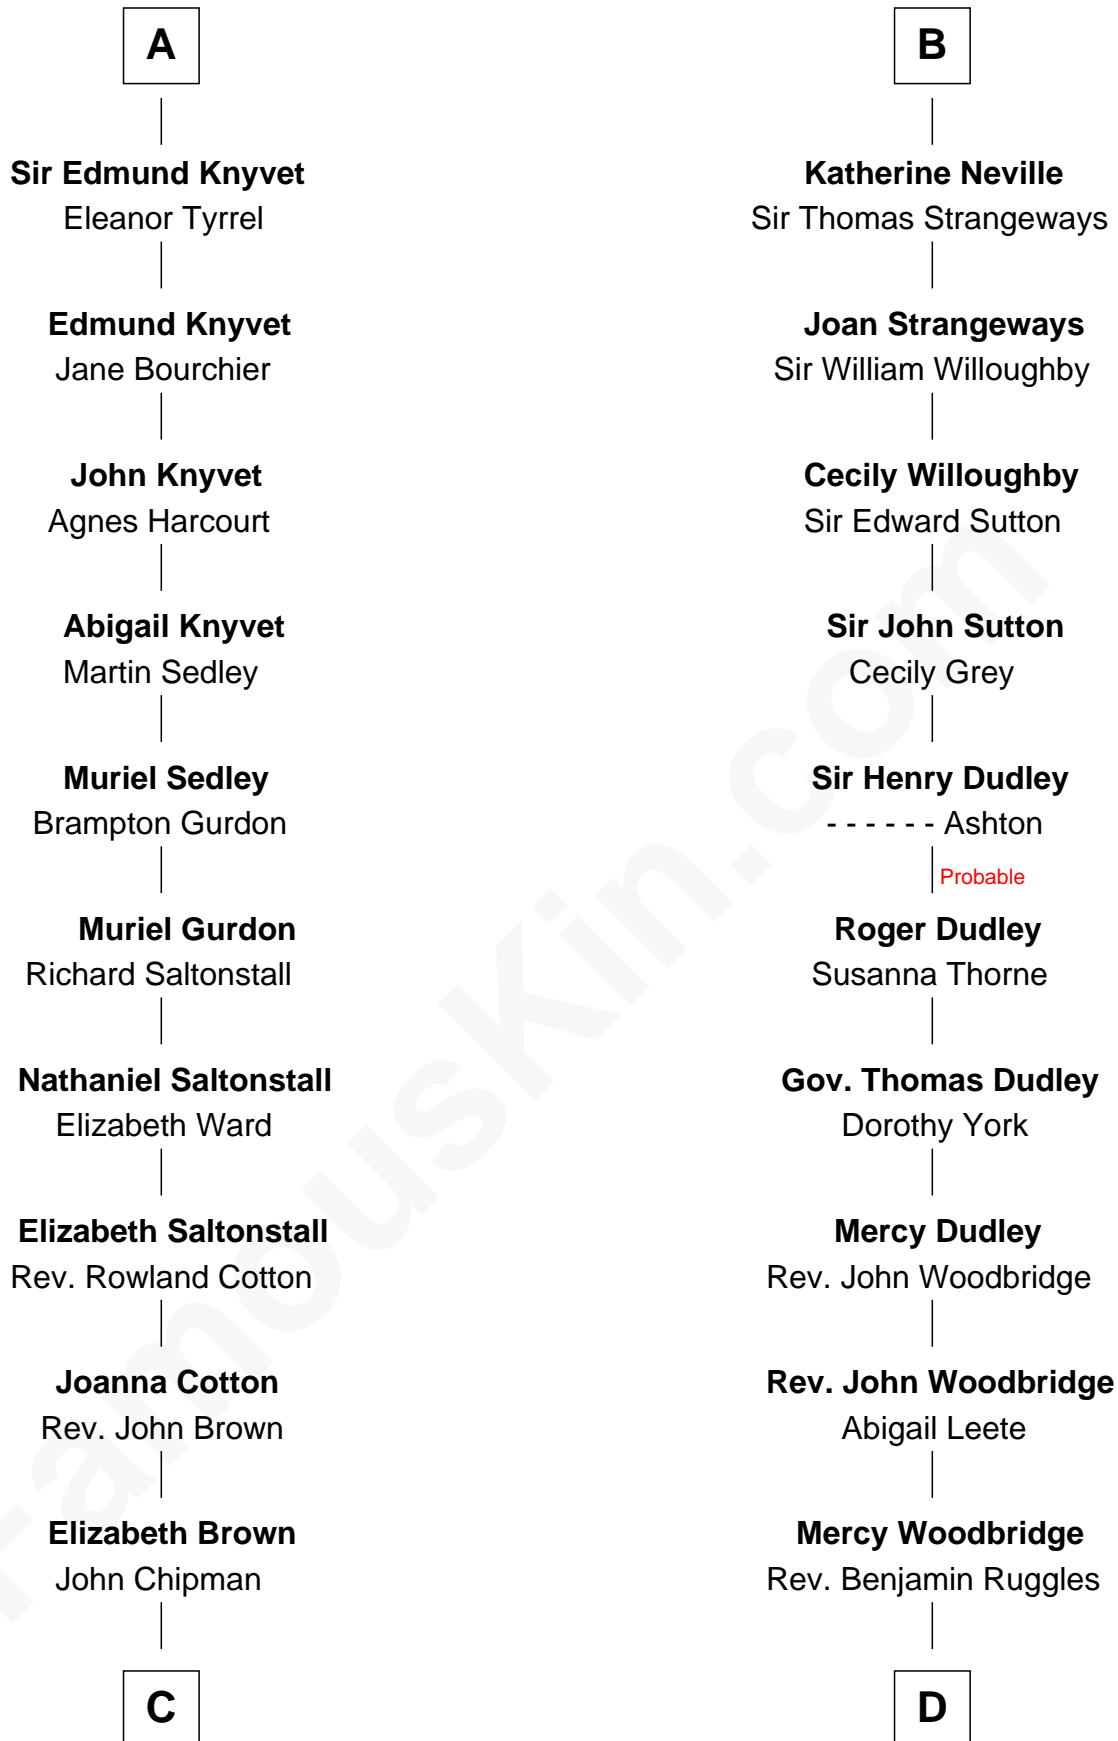 A
Sir Edmund Knyvet
Eleanor Tyrrel
Edmund Knyvet
Jane Bourchier
John Knyvet
Agnes Harcourt
Abigail Knyvet
Martin Sedley
Muriel Sedley
Brampton Gurdon
Muriel Gurdon
Richard Saltonstall
Nathaniel Saltonstall
Elizabeth Ward
Elizabeth Saltonstall
Rev. Rowland Cotton
Joanna Cotton
Rev. John Brown
Elizabeth Brown
John Chipman
C
B
Katherine Neville
Sir Thomas Strangeways
Joan Strangeways
Sir William Willoughby
Cecily Willoughby
Sir Edward Sutton
Sir John Sutton
Cecily Grey
Sir Henry Dudley
- - - - - - Ashton
Probable
Roger Dudley
Susanna Thorne
Gov. Thomas Dudley
Dorothy York
Mercy Dudley
Rev. John Woodbridge
Rev. John Woodbridge
Abigail Leete
Mercy Woodbridge
Rev. Benjamin Ruggles
D
FamousKin.com